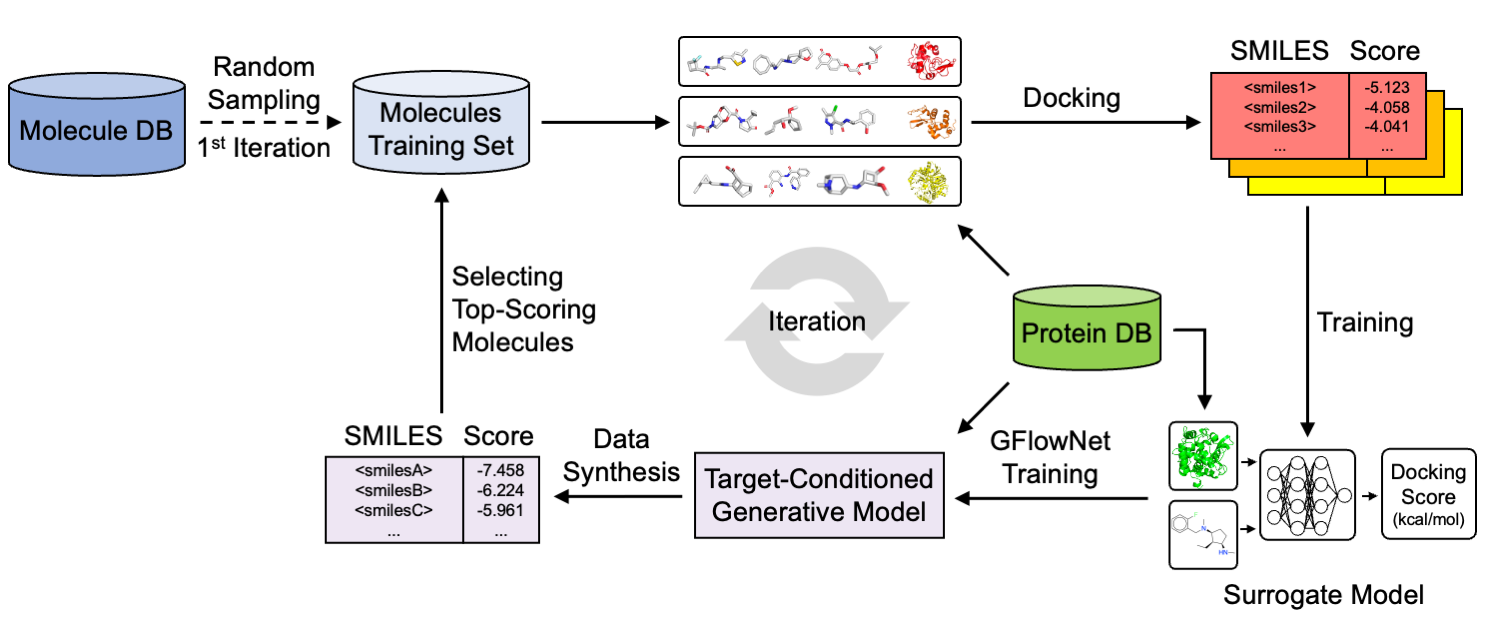 Molecule DB
Random
Sampling
1st Iteration
Molecules
Training Set
Docking
SMILES Score
<smiles1> -5.123
<smiles2> -4.058
<smiles3> -4.041
... ...
Selecting
Top-Scoring
Molecules
Iteration
Protein DB
Training
SMILES Score
<smilesA> -7.458
<smilesB> -6.224
<smilesC> -5.961
... ...
Data
Synthesis
Target-Conditioned
Generative Model
GFlowNet
Training
F
N
HN
Docking
Score
(kcal/mol)
Surrogate Model